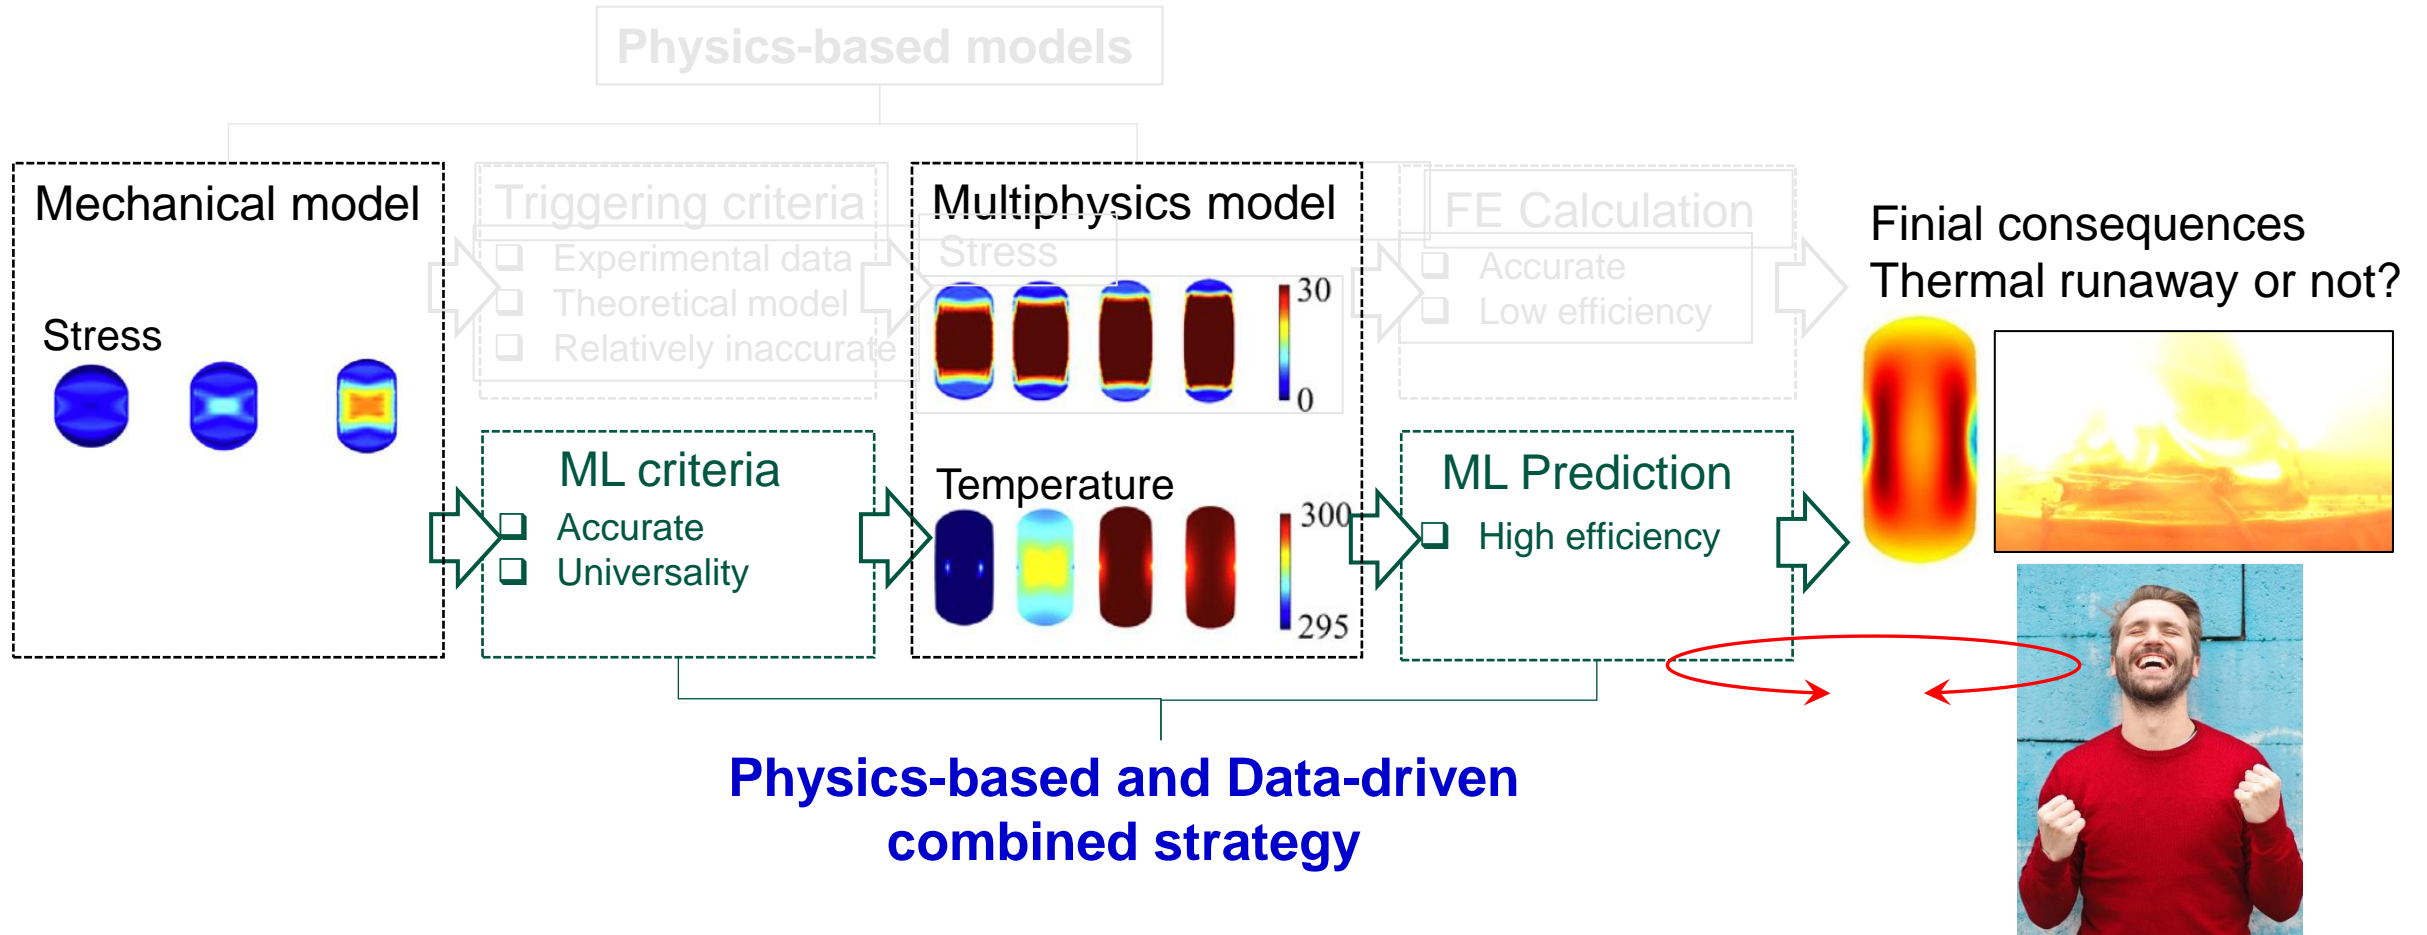 Physics-based models
Mechanical model
Stress
Triggering criteria
Experimental data
Theoretical model
Relatively inaccurate
ML criteria
Accurate
Universality
Multiphysics model
Stress
30
0
Temperature
300
295
FE Calculation
Accurate
Low efficiency
ML Prediction
High efficiency
Finial consequences
Thermal runaway or not?
Physics-based and Data-driven
combined strategy